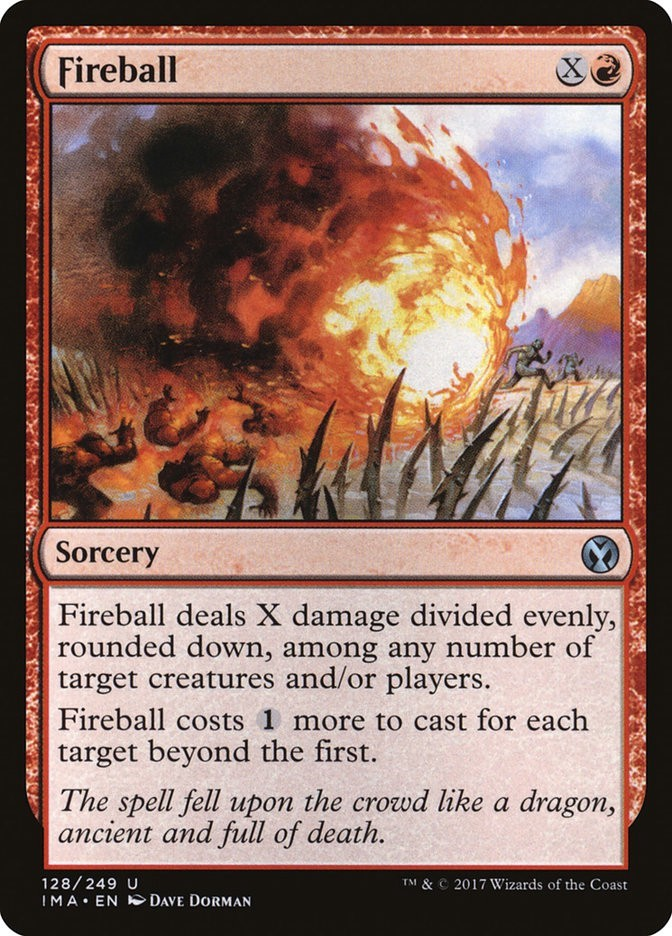 Fireball
X
Sorcery
Fireball deals X damage divided evenly,
rounded down, among any number of
target creatures and/or players.
Fireball costs 1 more to cast for each
target beyond the first.
The spell fell upon the crowd like a dragon,
ancient and full of death.
128/249 U
™ & © 2017 Wizards of the Coast
IMA • EN Dave Dorman